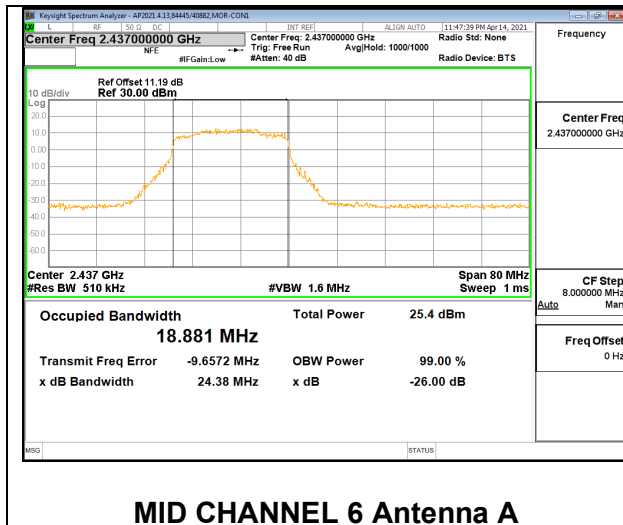 Keysight Spectrum Analyzer - AP2021.4.13,84445/40882,MOR-CON1
L RF 50 Ω DC INT REF ALIGN AUTO 11:47:39 PM Apr 14, 2021
Center Freq 2.437000000 GHz
NFE
#IFGain:Low
Center Freq: 2.437000000 GHz
Trig: Free Run Avg|Hold: 1000/1000
#Atten: 40 dB
Radio Std: None
Radio Device: BTS
Ref Offset 11.19 dB
10 dB/div Ref 30.00 dBm
Log
20.0
10.0
0.00
-10.0
-20.0
-30.0
-40.0
-50.0
-60.0
Center 2.437 GHz Span 80 MHz
#Res BW 510 kHz #VBW 1.6 MHz Sweep 1 ms
Occupied Bandwidth Total Power 25.4 dBm
18.881 MHz
Transmit Freq Error -9.6572 MHz OBW Power 99.00 %
x dB Bandwidth 24.38 MHz x dB -26.00 dB
MSG STATUS
Frequency
Center Freq
2.437000000 GHz
CF Step
8.000000 MHz
Auto Man
Freq Offset
0 Hz
MID CHANNEL 6 Antenna A